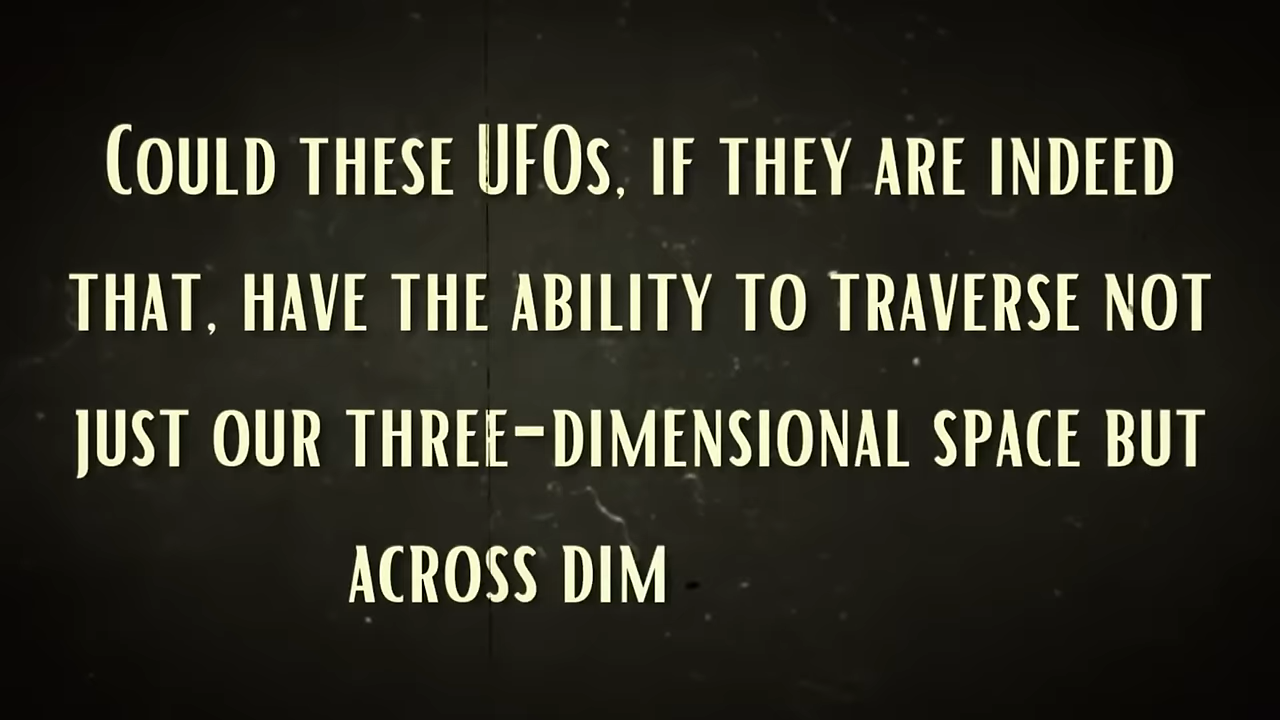 Could these UFOs, if they are indeed
that, have the ability to traverse not
just our three-dimensional space but
across dim